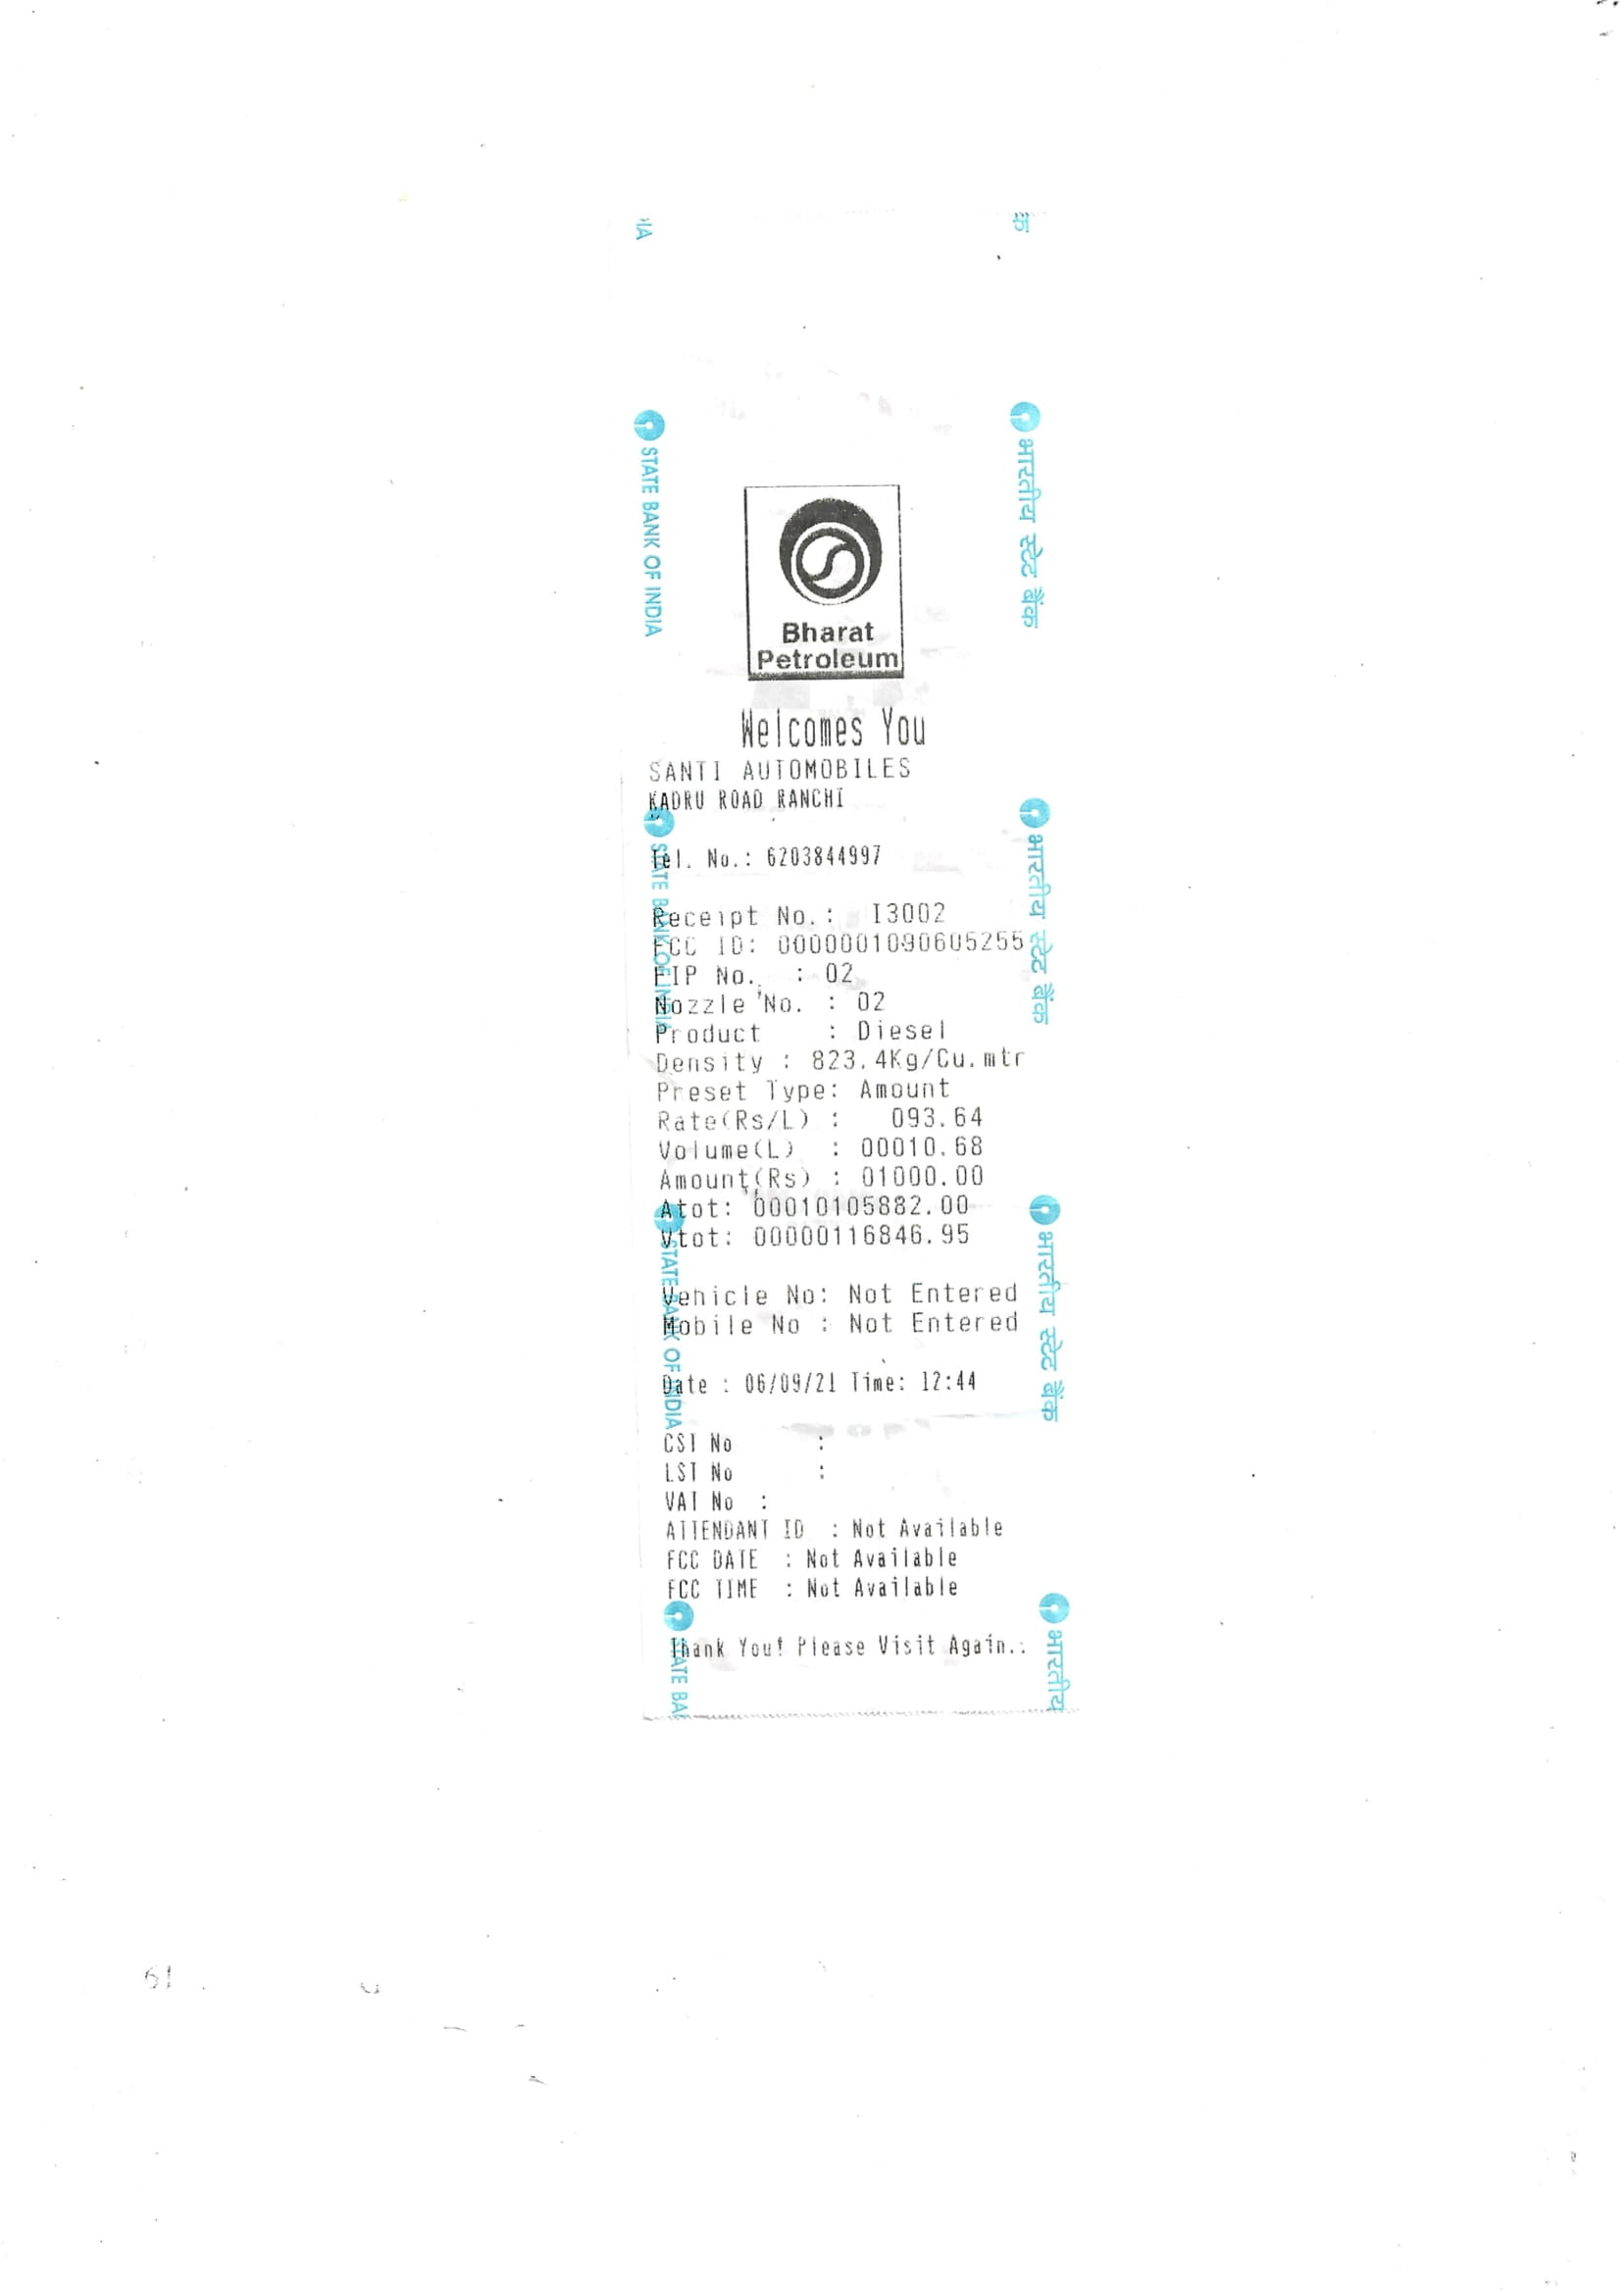 IA
क
STATE BANK OF INDIA
भारतीय स्टेट बैंक
Bharat
Petroleum
Welcomes You
SANTI AUTOMOBILES
KADRU ROAD RANCHI
STATE BANK OF INDIA
भारतीय स्टेट बैंक
Tel. No.: 6203844997
Receipt No.: I3002
FCC ID: 0000001090605255
FIP No. : 02
Nozzle No. : 02
Product : Diesel
Density : 823.4Kg/Cu.mtr
Preset Type: Amount
Rate(Rs/L) : 093.64
Volume(L) : 00010.68
Amount(Rs) : 01000.00
Atot: 00010105882.00
Vtot: 00000116846.95
STATE BANK OF INDIA
भारतीय स्टेट बैंक
Vehicle No: Not Entered
Mobile No : Not Entered
Date : 06/09/21 Time: 12:44
CST No :
LST No :
VAT No :
ATTENDANT ID : Not Available
FCC DATE : Not Available
FCC TIME : Not Available
Thank You! Please Visit Again..
STATE BA
भारतीय
61